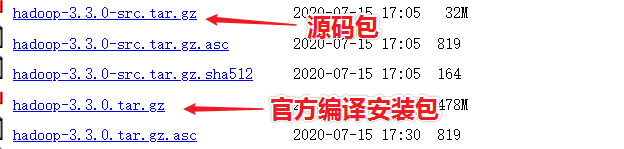 hadoop-3.3.0-src.tar.gz 2020-07-15 17:05 32M
源码包
hadoop-3.3.0-src.tar.gz.asc 2020-07-15 17:05 819
hadoop-3.3.0-src.tar.gz.sha512 2020-07-15 17:05 164
hadoop-3.3.0.tar.gz 478M
官方编译安装包
hadoop-3.3.0.tar.gz.asc 2020-07-15 17:30 819